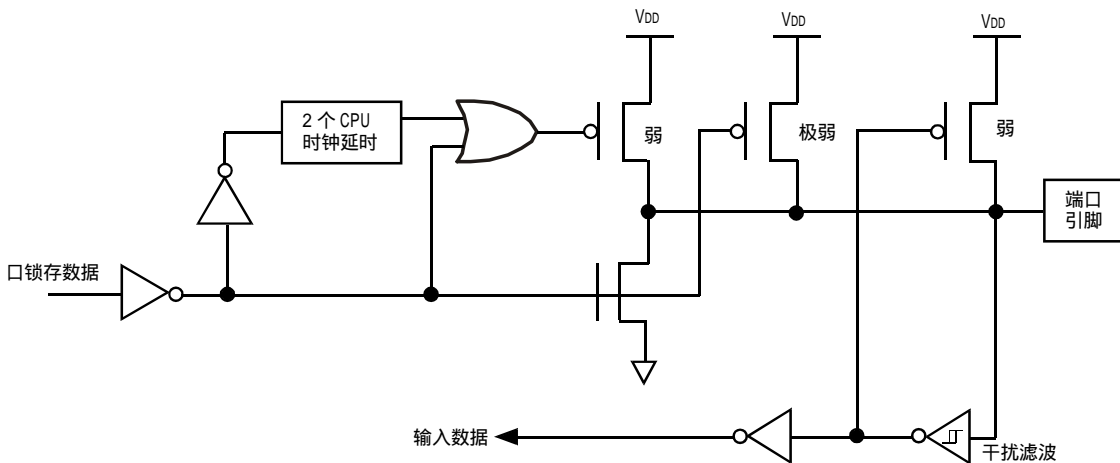 VDD
VDD
VDD
2 个 CPU
时钟延时
弱
极弱
弱
端口
引脚
口锁存数据
输入数据
干扰滤波